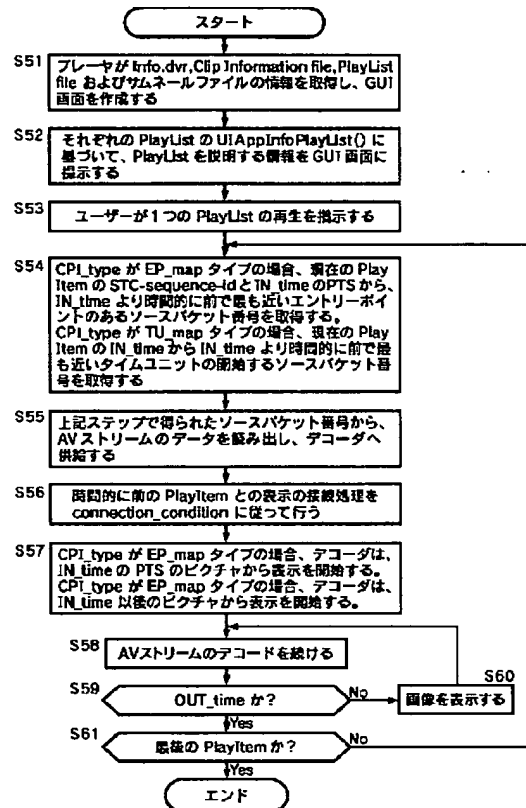 スタート
S51
プレーヤが Info.dvr,Clip Information file,PlayList
file およびサムネールファイルの情報を取得し、GUI
画面を作成する
S52
それぞれの PlayList の UIAppInfoPlayList() に
基づいて、PlayList を説明する情報を GUI 画面に
提示する
S53
ユーザーが1つの PlayList の再生を指示する
S54
CPI_type が EP_map タイプの場合、現在の Play
Item の STC-sequence-id と IN_time のPTS から、
IN_time より時間的に前で最も近いエントリーポイ
ントのあるソースパケット番号を取得する。
CPI_type が TU_map タイプの場合、現在の Play
Item の IN_time から IN_time より時間的に前で最
も近いタイムユニットの開始するソースパケット番
号を取得する
S55
上記ステップで得られたソースパケット番号から、
AVストリームのデータを読み出し、デコーダへ
供給する
S56
時間的に前の PlayItem との表示の接続処理を
connection_condition に従って行う
S57
CPI_type が EP_map タイプの場合、デコーダは、
IN_time の PTS のピクチャから表示を開始する。
CPI_type が EP_map タイプの場合、デコーダは、
IN_time 以後のピクチャから表示を開始する。
S58
AVストリームのデコードを続ける
S59
OUT_time か?
No
S60
画像を表示する
Yes
S61
最後の PlayItem か?
No
Yes
エンド